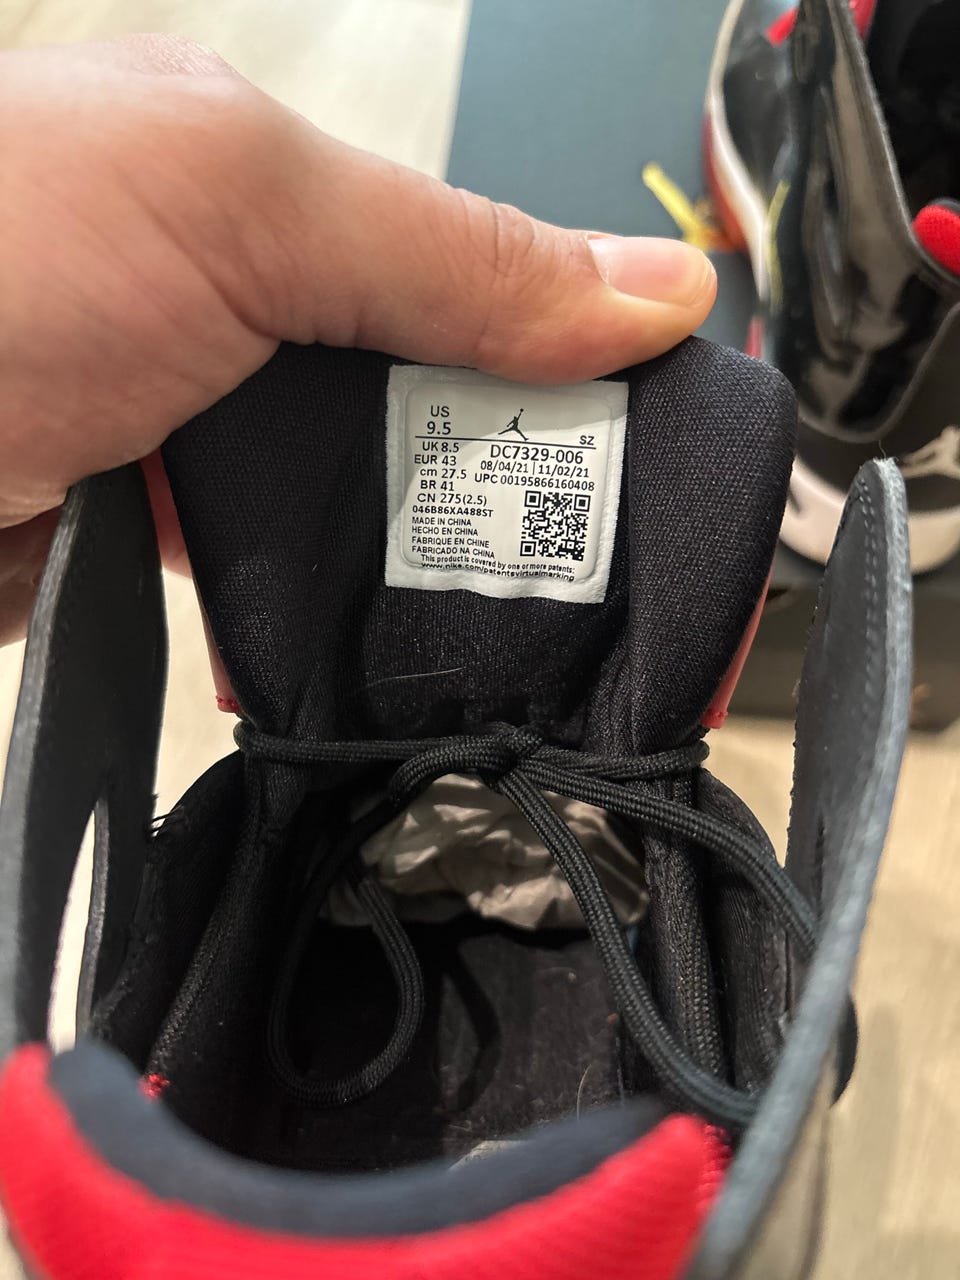 US
9.5
SZ
UK 8.5
DC7329-006
EUR 43
08/04/21 | 11/02/21
cm 27.5
UPC 00195866160408
BR 41
CN 275(2.5)
046B86XA488ST
MADE IN CHINA
HECHO EN CHINA
FABRIQUE EN CHINE
FABRICADO NA CHINA
This product is covered by one or more patents:
www.nike.com/patentsvirtualmarking